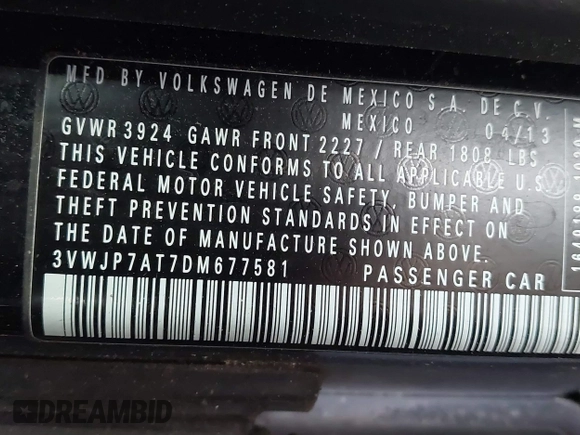 MFD BY VOLKSWAGEN DE MEXICO S.A. DE C.V.
MEXICO 04/13
GVWR 3924 GAWR FRONT 2227 / REAR 1808 LBS
THIS VEHICLE CONFORMS TO ALL APPLICABLE U.S
FEDERAL MOTOR VEHICLE SAFETY, BUMPER AND
THEFT PREVENTION STANDARDS IN EFFECT ON
THE DATE OF MANUFACTURE SHOWN ABOVE.
3VWJP7AT7DM677581 PASSENGER CAR
DREAMBID